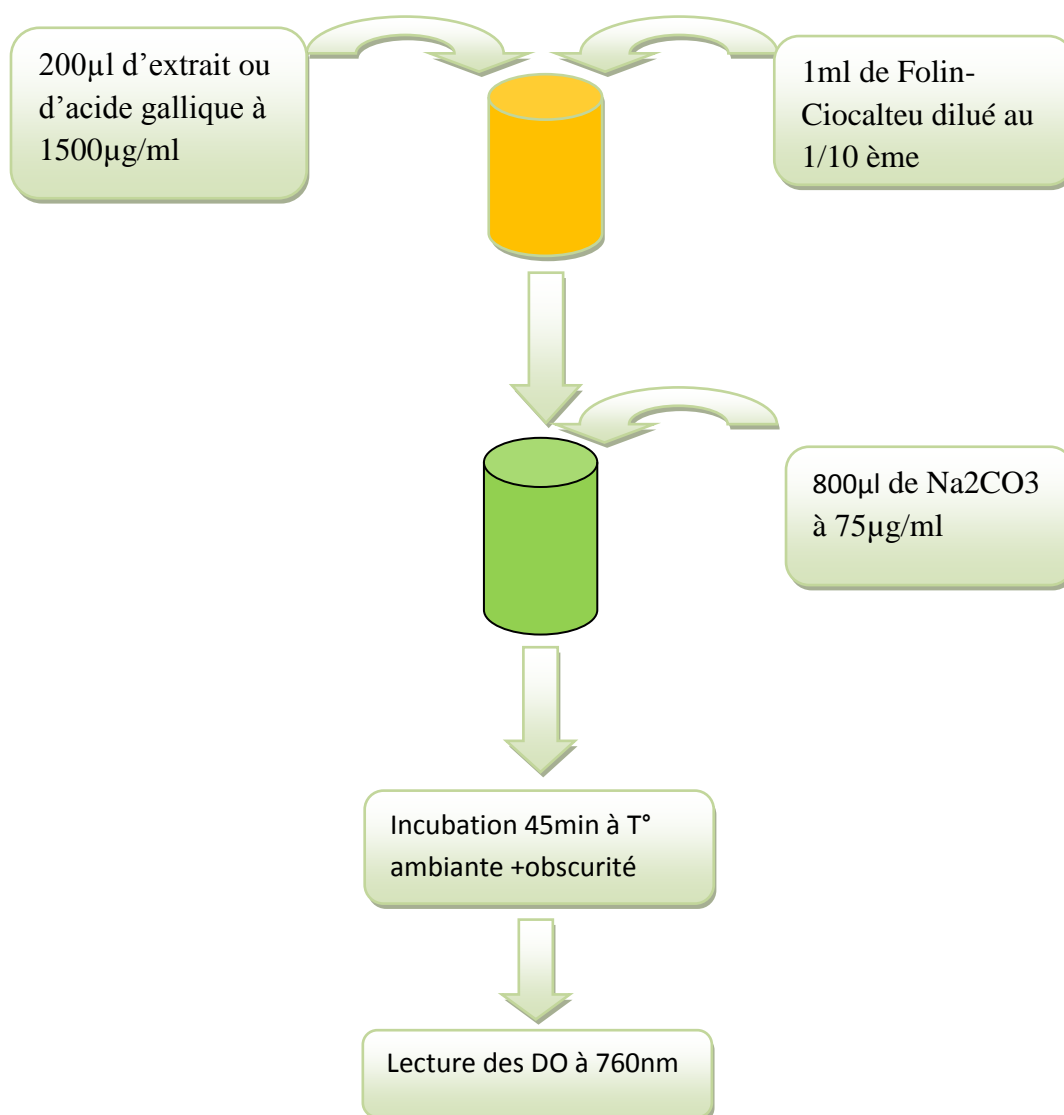 200µl d’extrait ou
d’acide gallique à
1500µg/ml
1ml de Folin-
Ciocalteu dilué au
1/10 ème
800µl de Na2CO3
à 75µg/ml
Incubation 45min à T°
ambiante +obscurité
Lecture des DO à 760nm